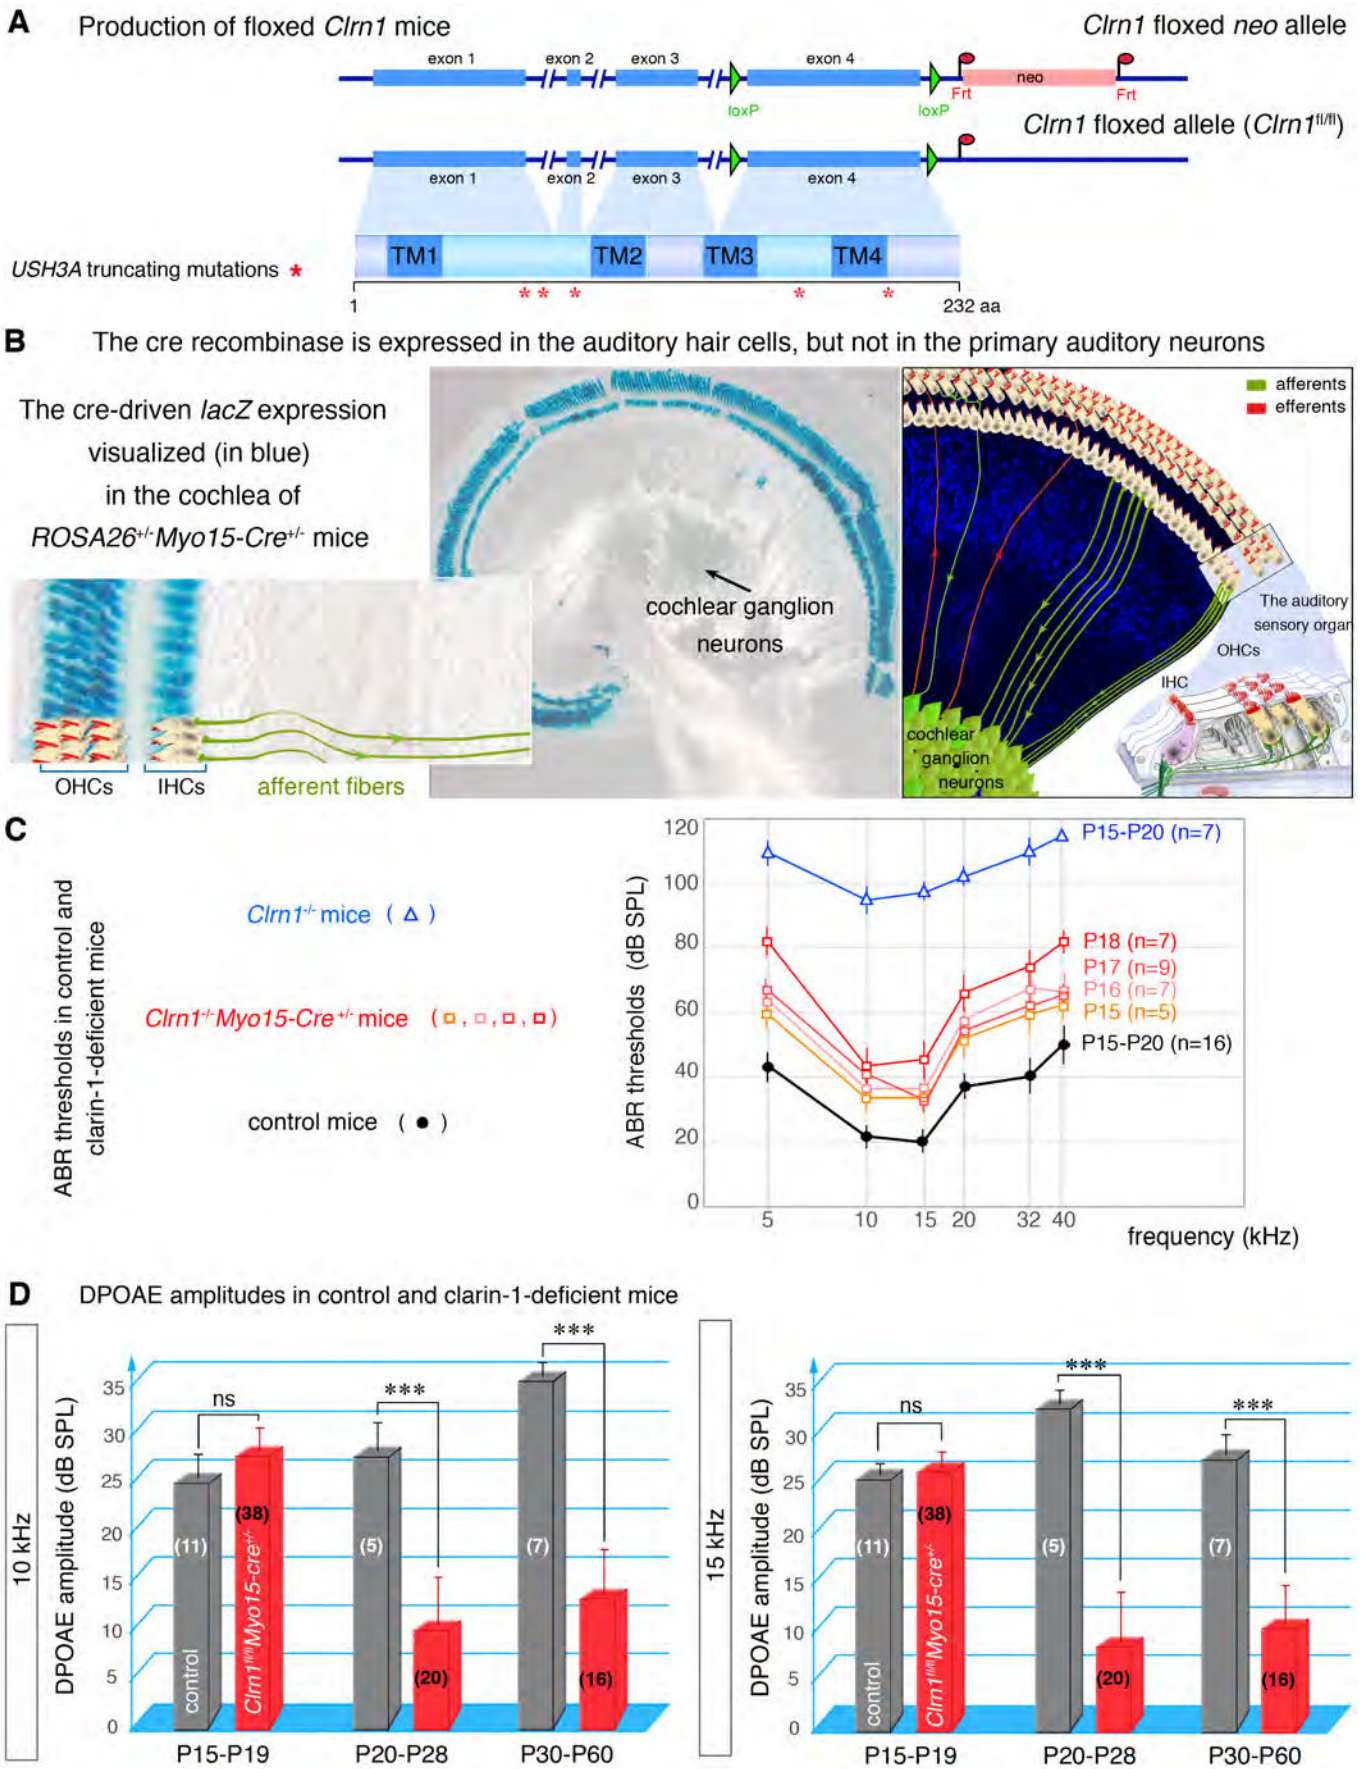 A
Production of floxed Clrn1 mice
Clrn1 floxed neo allele
exon 1
exon 2
exon 3
exon 4
neo
loxP
loxP
Frt
Frt
Clrn1 floxed allele (Clrn1fl/fl)
exon 1
exon 2
exon 3
exon 4
TM1
TM2
TM3
TM4
USH3A truncating mutations *
* * * * *
1
232 aa
B
The cre recombinase is expressed in the auditory hair cells, but not in the primary auditory neurons
The cre-driven lacZ expression
visualized (in blue)
in the cochlea of
ROSA26+/-Myo15-Cre+/- mice
OHCs
IHCs
afferent fibers
cochlear ganglion
neurons
afferents
efferents
The auditory
sensory organ
OHCs
IHC
cochlear
ganglion
neurons
C
ABR thresholds in control and
clarin-1-deficient mice
Clrn1-/- mice ( △ )
Clrn1-/-Myo15-Cre+/- mice ( □ , □ , □ , □ )
control mice ( ● )
ABR thresholds (dB SPL)
120
100
80
60
40
20
0
P15-P20 (n=7)
P18 (n=7)
P17 (n=9)
P16 (n=7)
P15 (n=5)
P15-P20 (n=16)
5 10 15 20 32 40
frequency (kHz)
D
DPOAE amplitudes in control and clarin-1-deficient mice
10 kHz
DPOAE amplitude (dB SPL)
35
30
25
20
15
10
5
0
ns
***
***
(11)
(38)
(5)
(20)
(7)
(16)
control
Clrn1fl/flMyo15-cre+/-
P15-P19
P20-P28
P30-P60
15 kHz
DPOAE amplitude (dB SPL)
35
30
25
20
15
10
5
0
ns
***
***
(11)
(38)
(5)
(20)
(7)
(16)
control
Clrn1fl/flMyo15-cre+/-
P15-P19
P20-P28
P30-P60